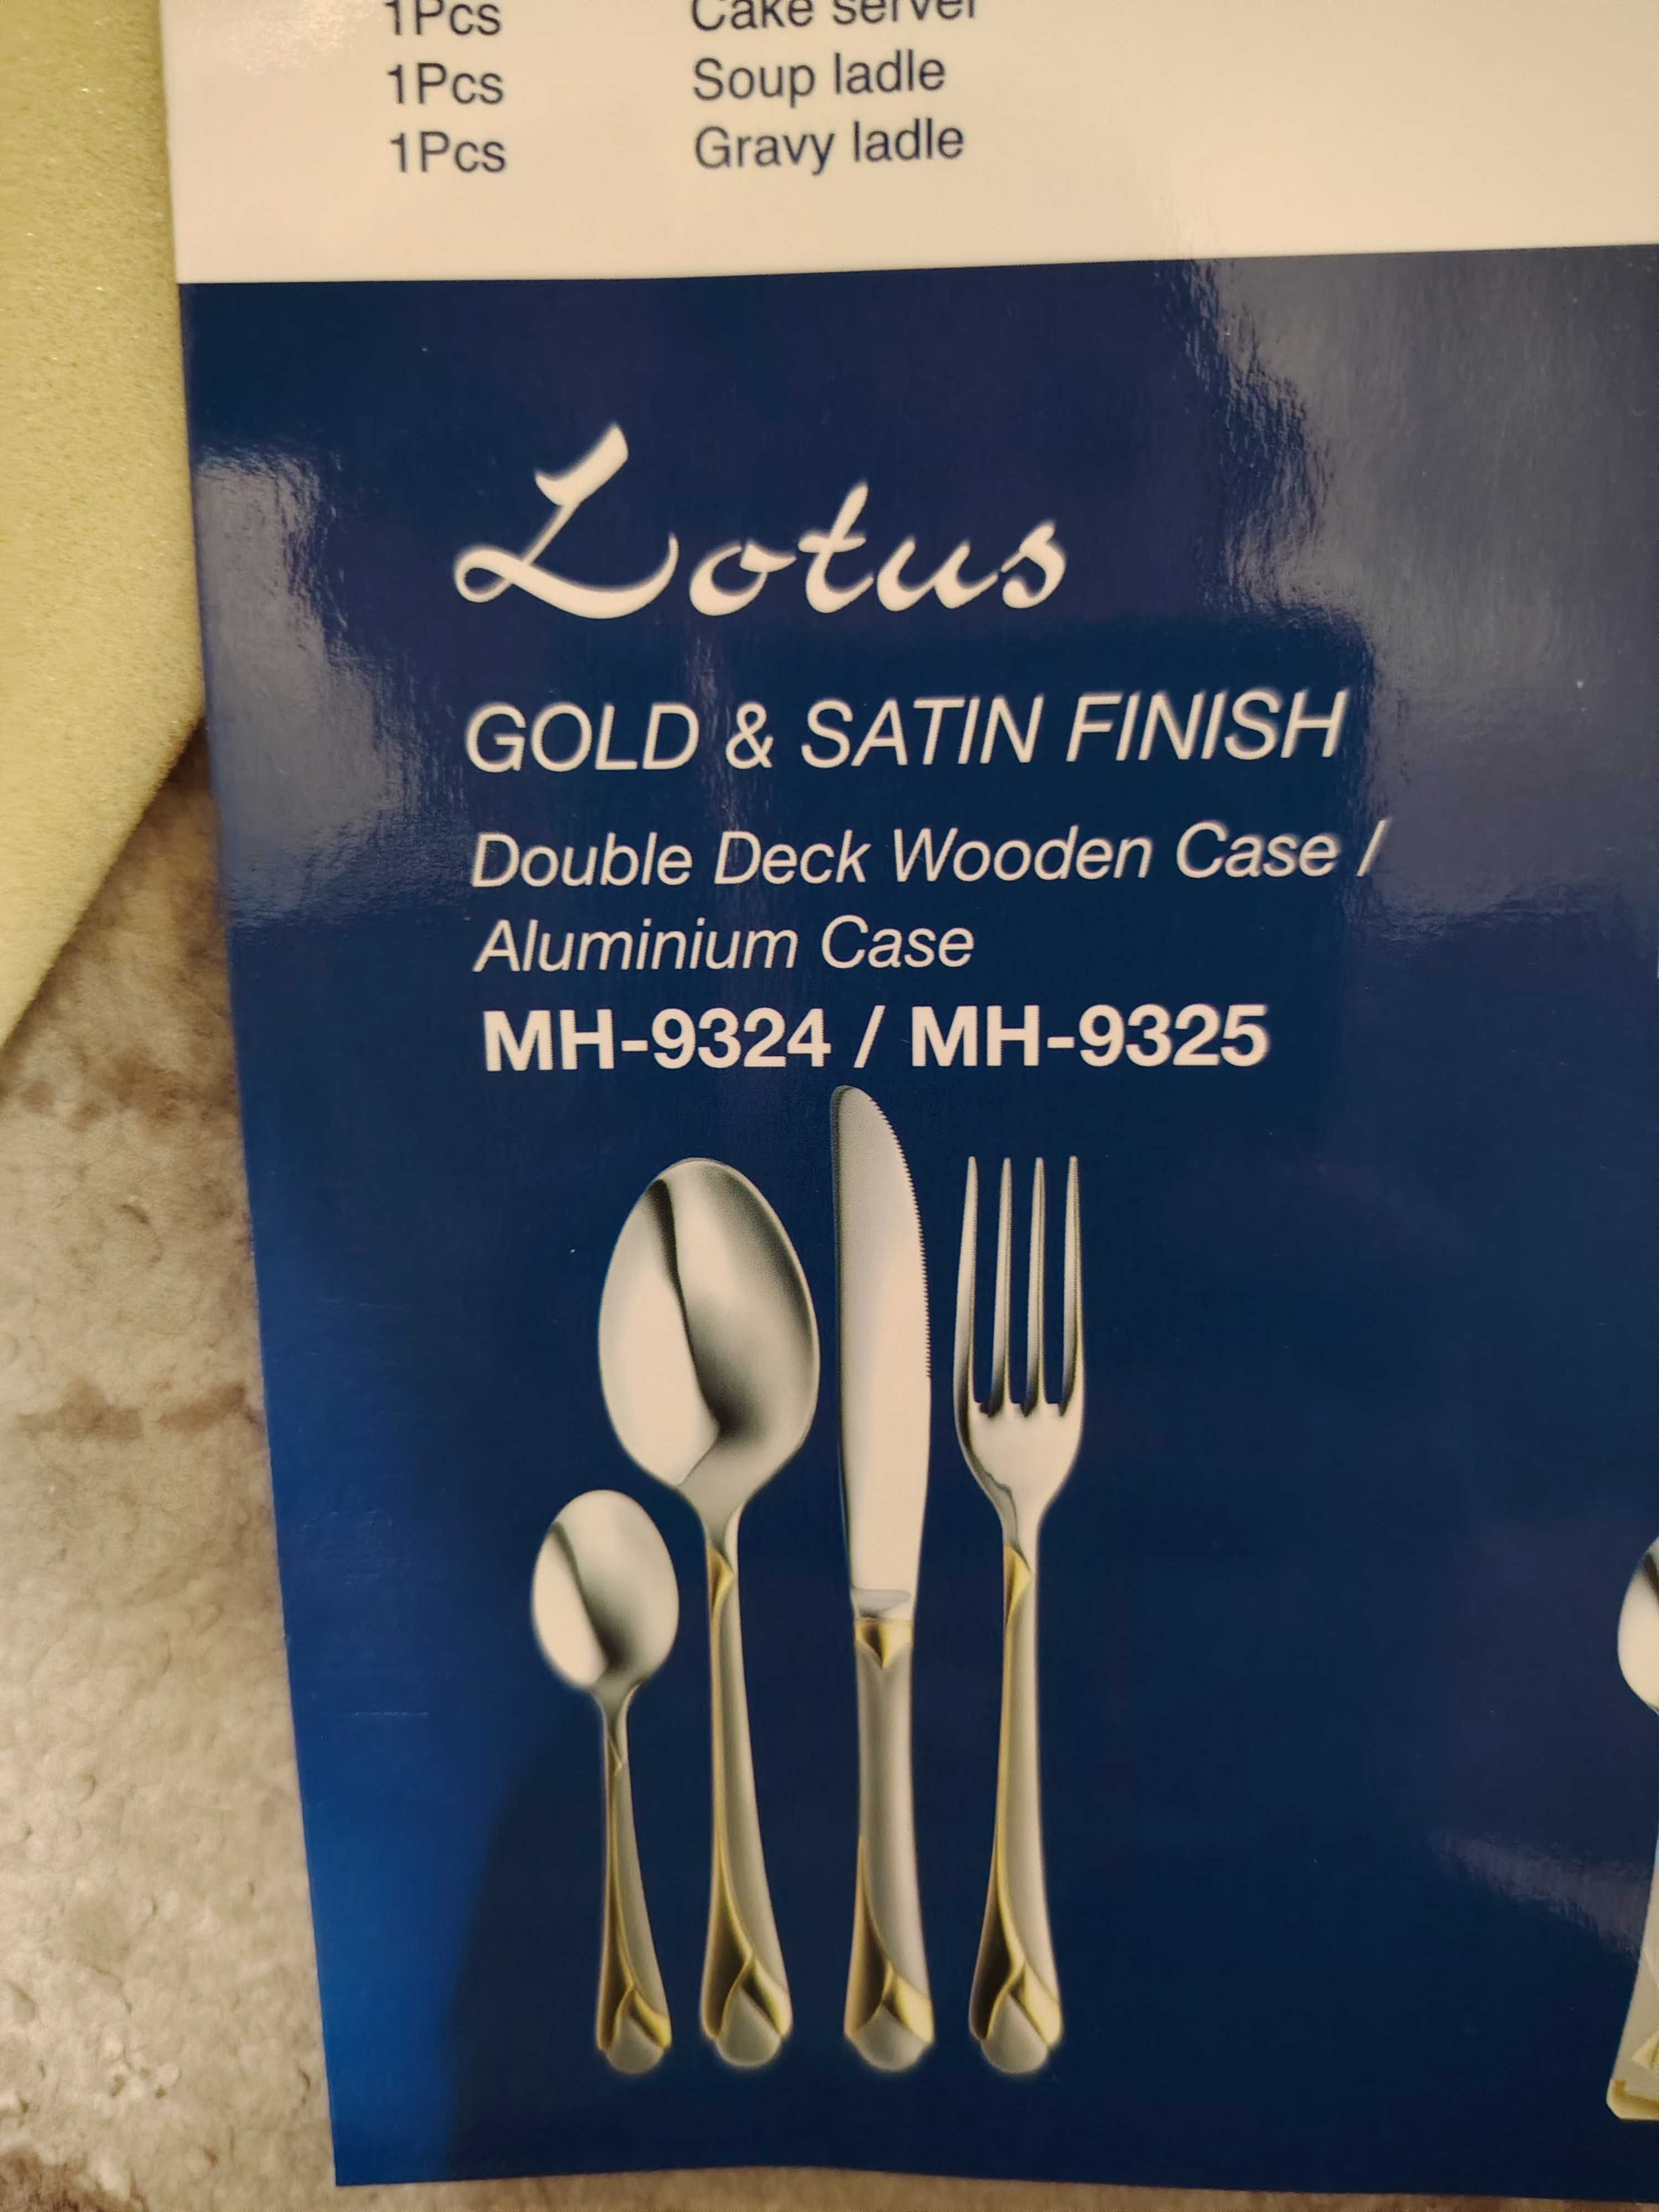 1Pcs Cake server
1Pcs Soup ladle
1Pcs Gravy ladle
Lotus
GOLD & SATIN FINISH
Double Deck Wooden Case /
Aluminium Case
MH-9324 / MH-9325